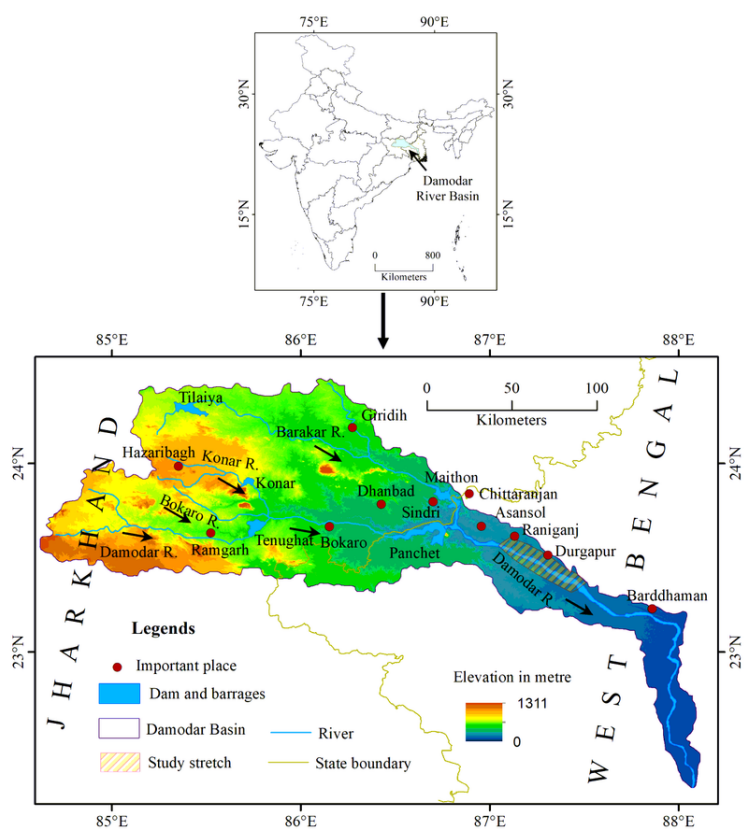 75°E
90°E
30°N
30°N
15°N
15°N
Damodar
River Basin
0
800
Kilometers
75°E
90°E
85°E
86°E
87°E
88°E
24°N
24°N
23°N
23°N
0
50
100
Kilometers
Tilaiya
Giridih
Barakar R.
Hazaribagh
Konar R.
Konar
Maithon
Chittaranjan
Dhanbad
Sindri
Asansol
Bokaro R.
Raniganj
Damodar R.
Ramgarh
Tenughat
Bokaro
Panchet
Durgapur
Damodar R.
Barddhaman
JHARKHAND
WEST BENGAL
Legends
Important place
Dam and barrages
Damodar Basin
River
Study stretch
State boundary
Elevation in metre
1311
0
85°E
86°E
87°E
88°E